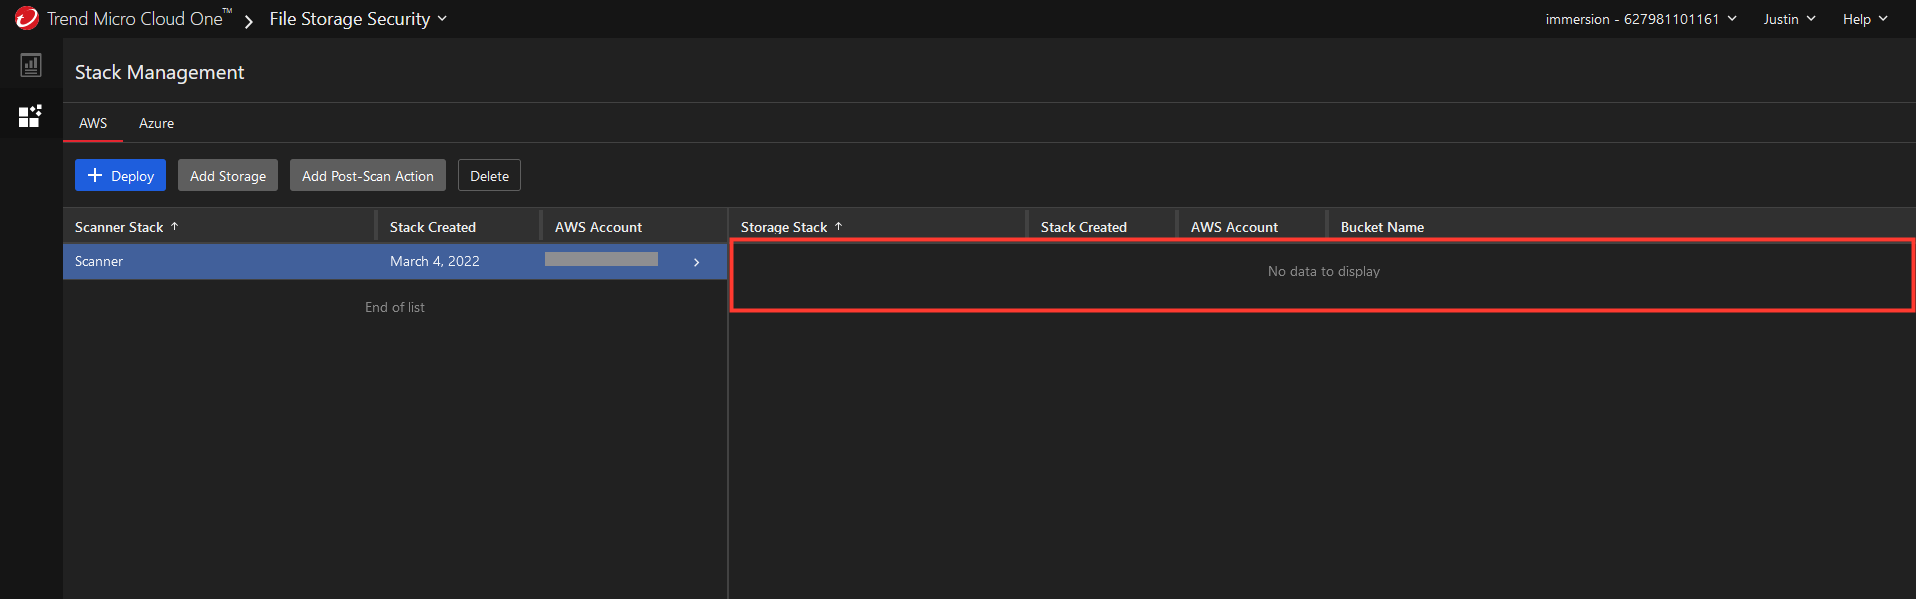 Trend Micro Cloud One™ File Storage Security immersion - 627981101161 Justin Help
Stack Management
AWS Azure
Deploy Add Storage Add Post-Scan Action Delete
Scanner Stack ↑ Stack Created AWS Account Storage Stack ↑ Stack Created AWS Account Bucket Name
Scanner March 4, 2022
No data to display
End of list